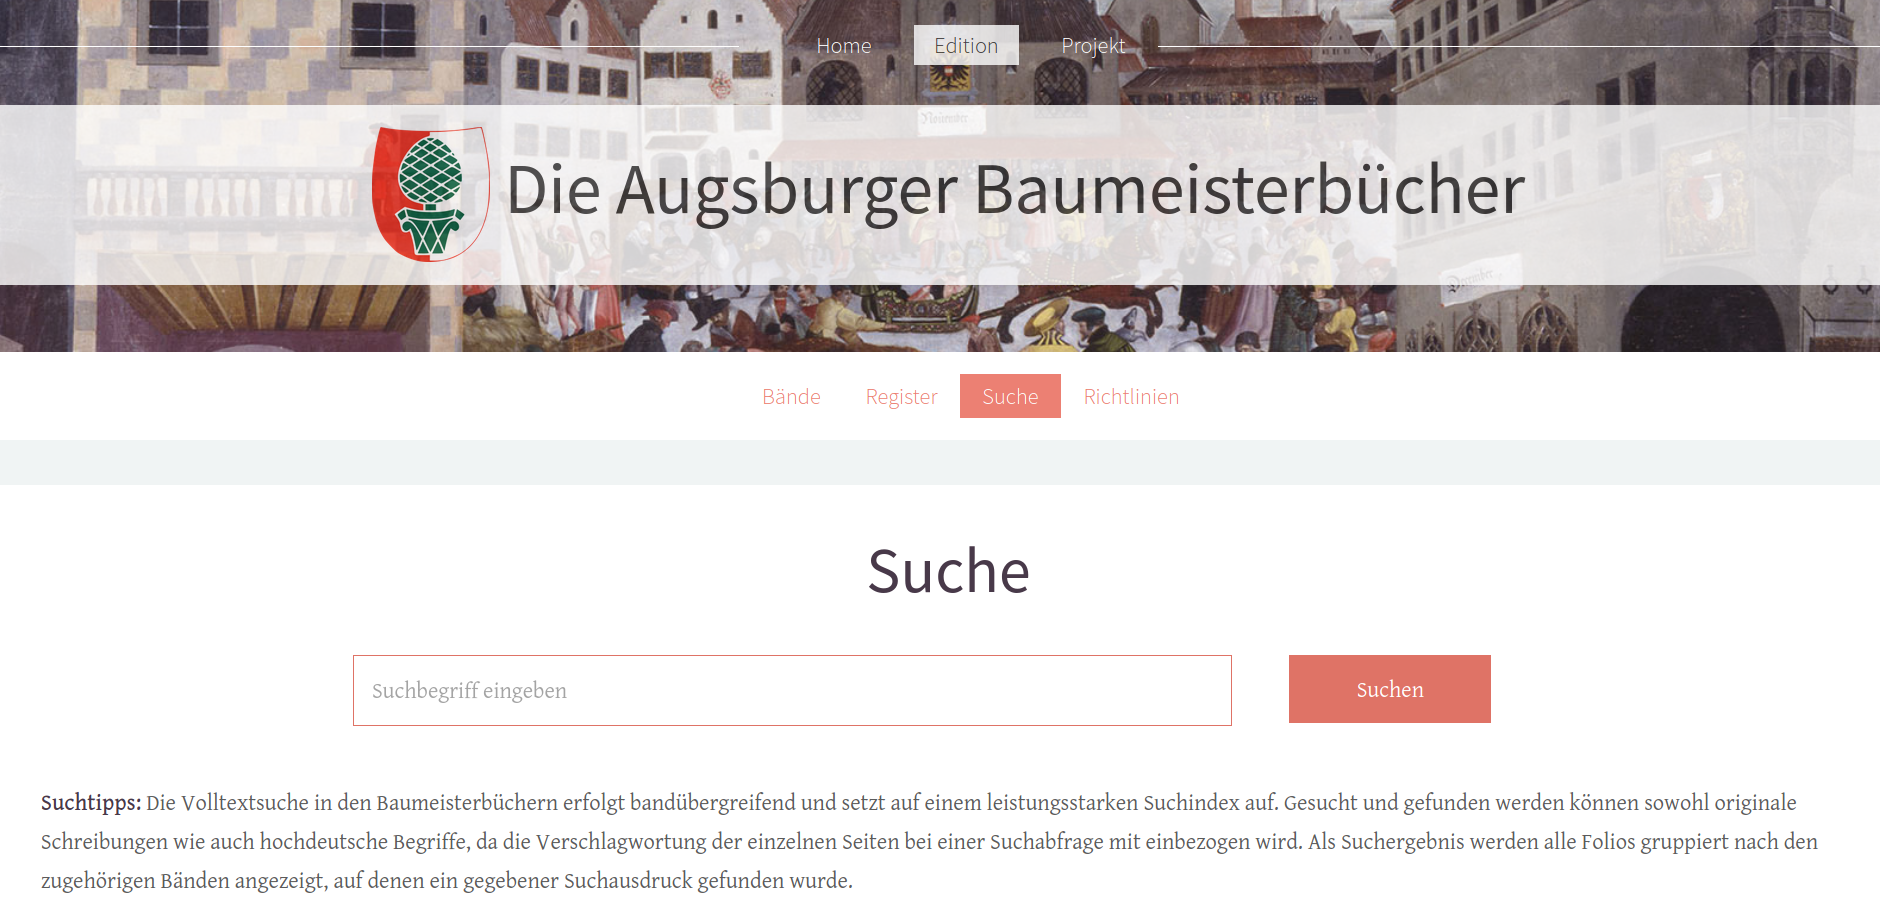 Home Edition Projekt
Nouember
Die Augsburger Baumeisterbücher
December
Bände Register Suche Richtlinien
Suche
Suchbegriff eingeben Suchen
Suchtipps: Die Volltextsuche in den Baumeisterbüchern erfolgt bandübergreifend und setzt auf einem leistungsstarken Suchindex auf. Gesucht und gefunden werden können sowohl originale
Schreibungen wie auch hochdeutsche Begriffe, da die Verschlagwortung der einzelnen Seiten bei einer Suchabfrage mit einbezogen wird. Als Suchergebnis werden alle Folios gruppiert nach den
zugehörigen Bänden angezeigt, auf denen ein gegebener Suchausdruck gefunden wurde.